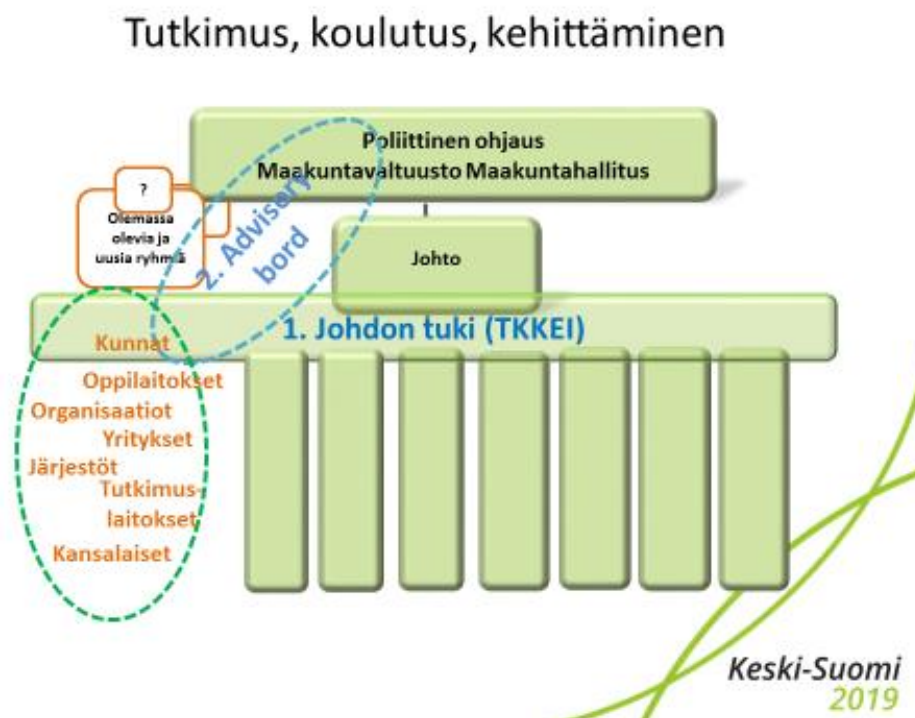 Tutkimus, koulutus, kehittäminen
Poliittinen ohjaus
Maakuntavaltuusto Maakuntahallitus
?
Olemassa
olevia ja
uusia ryhmiä
2. Advisory
bord
Johto
1. Johdon tuki (TKKEI)
Kunnat
Oppilaitokset
Organisaatiot
Yritykset
Järjestöt
Tutkimus-
laitokset
Kansalaiset
Keski-Suomi
2019